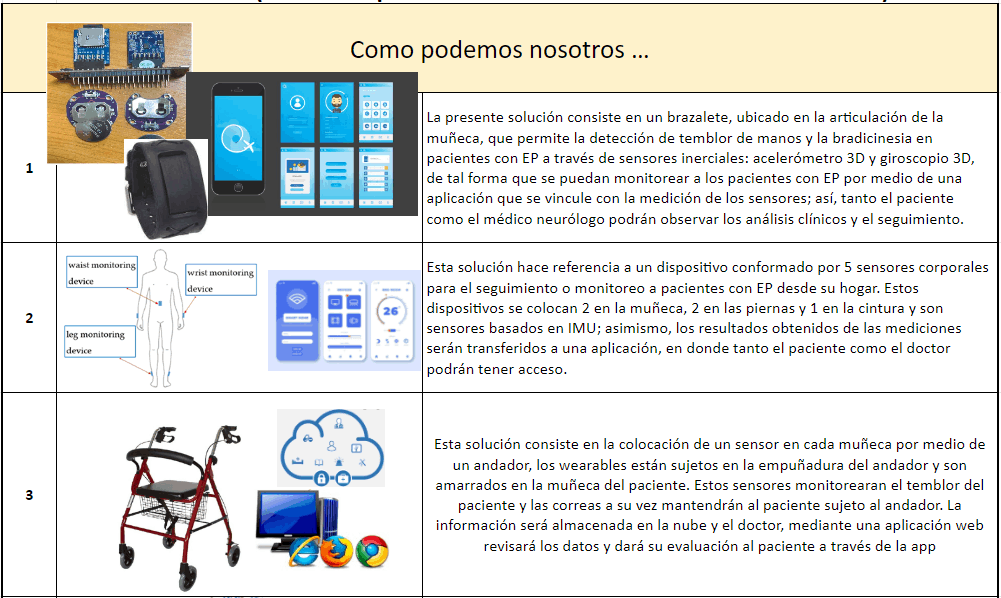 Como podemos nosotros ...
1
La presente solución consiste en un brazalete, ubicado en la articulación de la
muñeca, que permite la detección de temblor de manos y la bradicinesia en
pacientes con EP a través de sensores inerciales: acelerómetro 3D y giroscopio 3D,
de tal forma que se puedan monitorear a los pacientes con EP por medio de una
aplicación que se vincule con la medición de los sensores; así, tanto el paciente
como el médico neurólogo podrán observar los análisis clínicos y el seguimiento.
2
waist monitoring
device
wrist monitoring
device
leg monitoring
device
26°
Esta solución hace referencia a un dispositivo conformado por 5 sensores corporales
para el seguimiento o monitoreo a pacientes con EP desde su hogar. Estos
dispositivos se colocan 2 en la muñeca, 2 en las piernas y 1 en la cintura y son
sensores basados en IMU; asimismo, los resultados obtenidos de las mediciones
serán transferidos a una aplicación, en donde tanto el paciente como el doctor
podrán tener acceso.
3
Esta solución consiste en la colocación de un sensor en cada muñeca por medio de
un andador, los wearables están sujetos en la empuñadura del andador y son
amarrados en la muñeca del paciente. Estos sensores monitorearan el temblor del
paciente y las correas a su vez mantendrán al paciente sujeto al andador. La
información será almacenada en la nube y el doctor, mediante una aplicación web
revisará los datos y dará su evaluación al paciente a través de la app